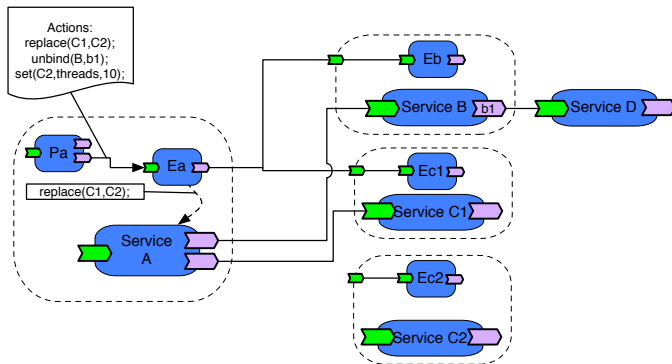 Actions:
replace(C1,C2);
unbind(B,b1);
set(C2,threads,10);
Eb
Service B
b1
Service D
Pa
Ea
replace(C1,C2);
Service
A
Ec1
Service C1
Ec2
Service C2